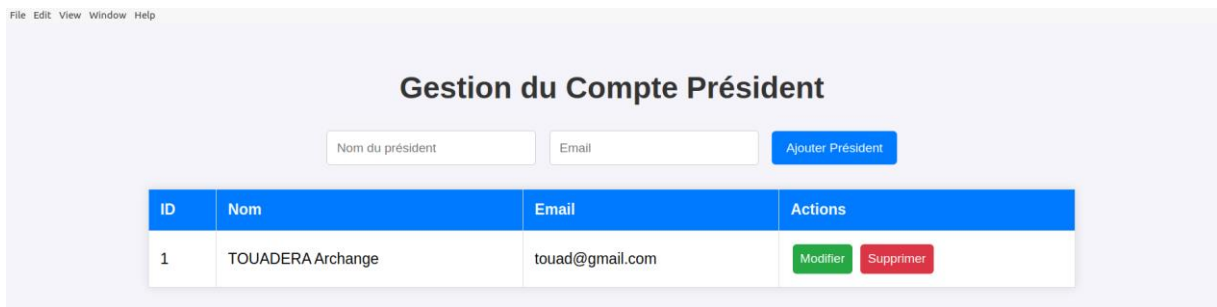 File Edit View Window Help
Gestion du Compte Président
Nom du président Email Ajouter Président
ID Nom Email Actions
1 TOUADERA Archange touad@gmail.com Modifier Supprimer